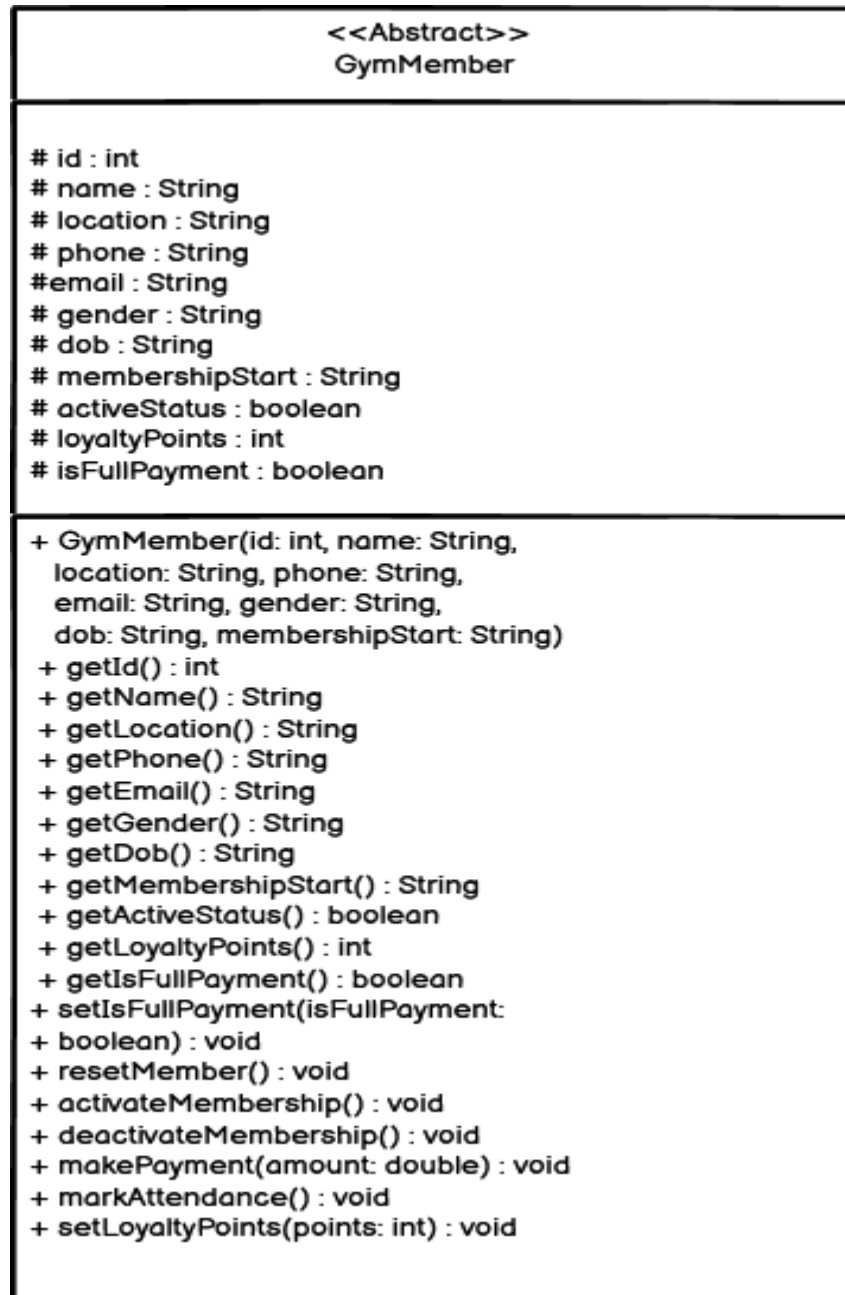 <<Abstract>>
GymMember
# id : int
# name : String
# location : String
# phone : String
#email : String
# gender : String
# dob : String
# membershipStart : String
# activeStatus : boolean
# loyaltyPoints : int
# isFullPayment : boolean
+ GymMember(id: int, name: String,
location: String, phone: String,
email: String, gender: String,
dob: String, membershipStart: String)
+ getId() : int
+ getName() : String
+ getLocation() : String
+ getPhone() : String
+ getEmail() : String
+ getGender() : String
+ getDob() : String
+ getMembershipStart() : String
+ getActiveStatus() : boolean
+ getLoyaltyPoints() : int
+ getIsFullPayment() : boolean
+ setIsFullPayment(isFullPayment:
+ boolean) : void
+ resetMember() : void
+ activateMembership() : void
+ deactivateMembership() : void
+ makePayment(amount: double) : void
+ markAttendance() : void
+ setLoyaltyPoints(points: int) : void